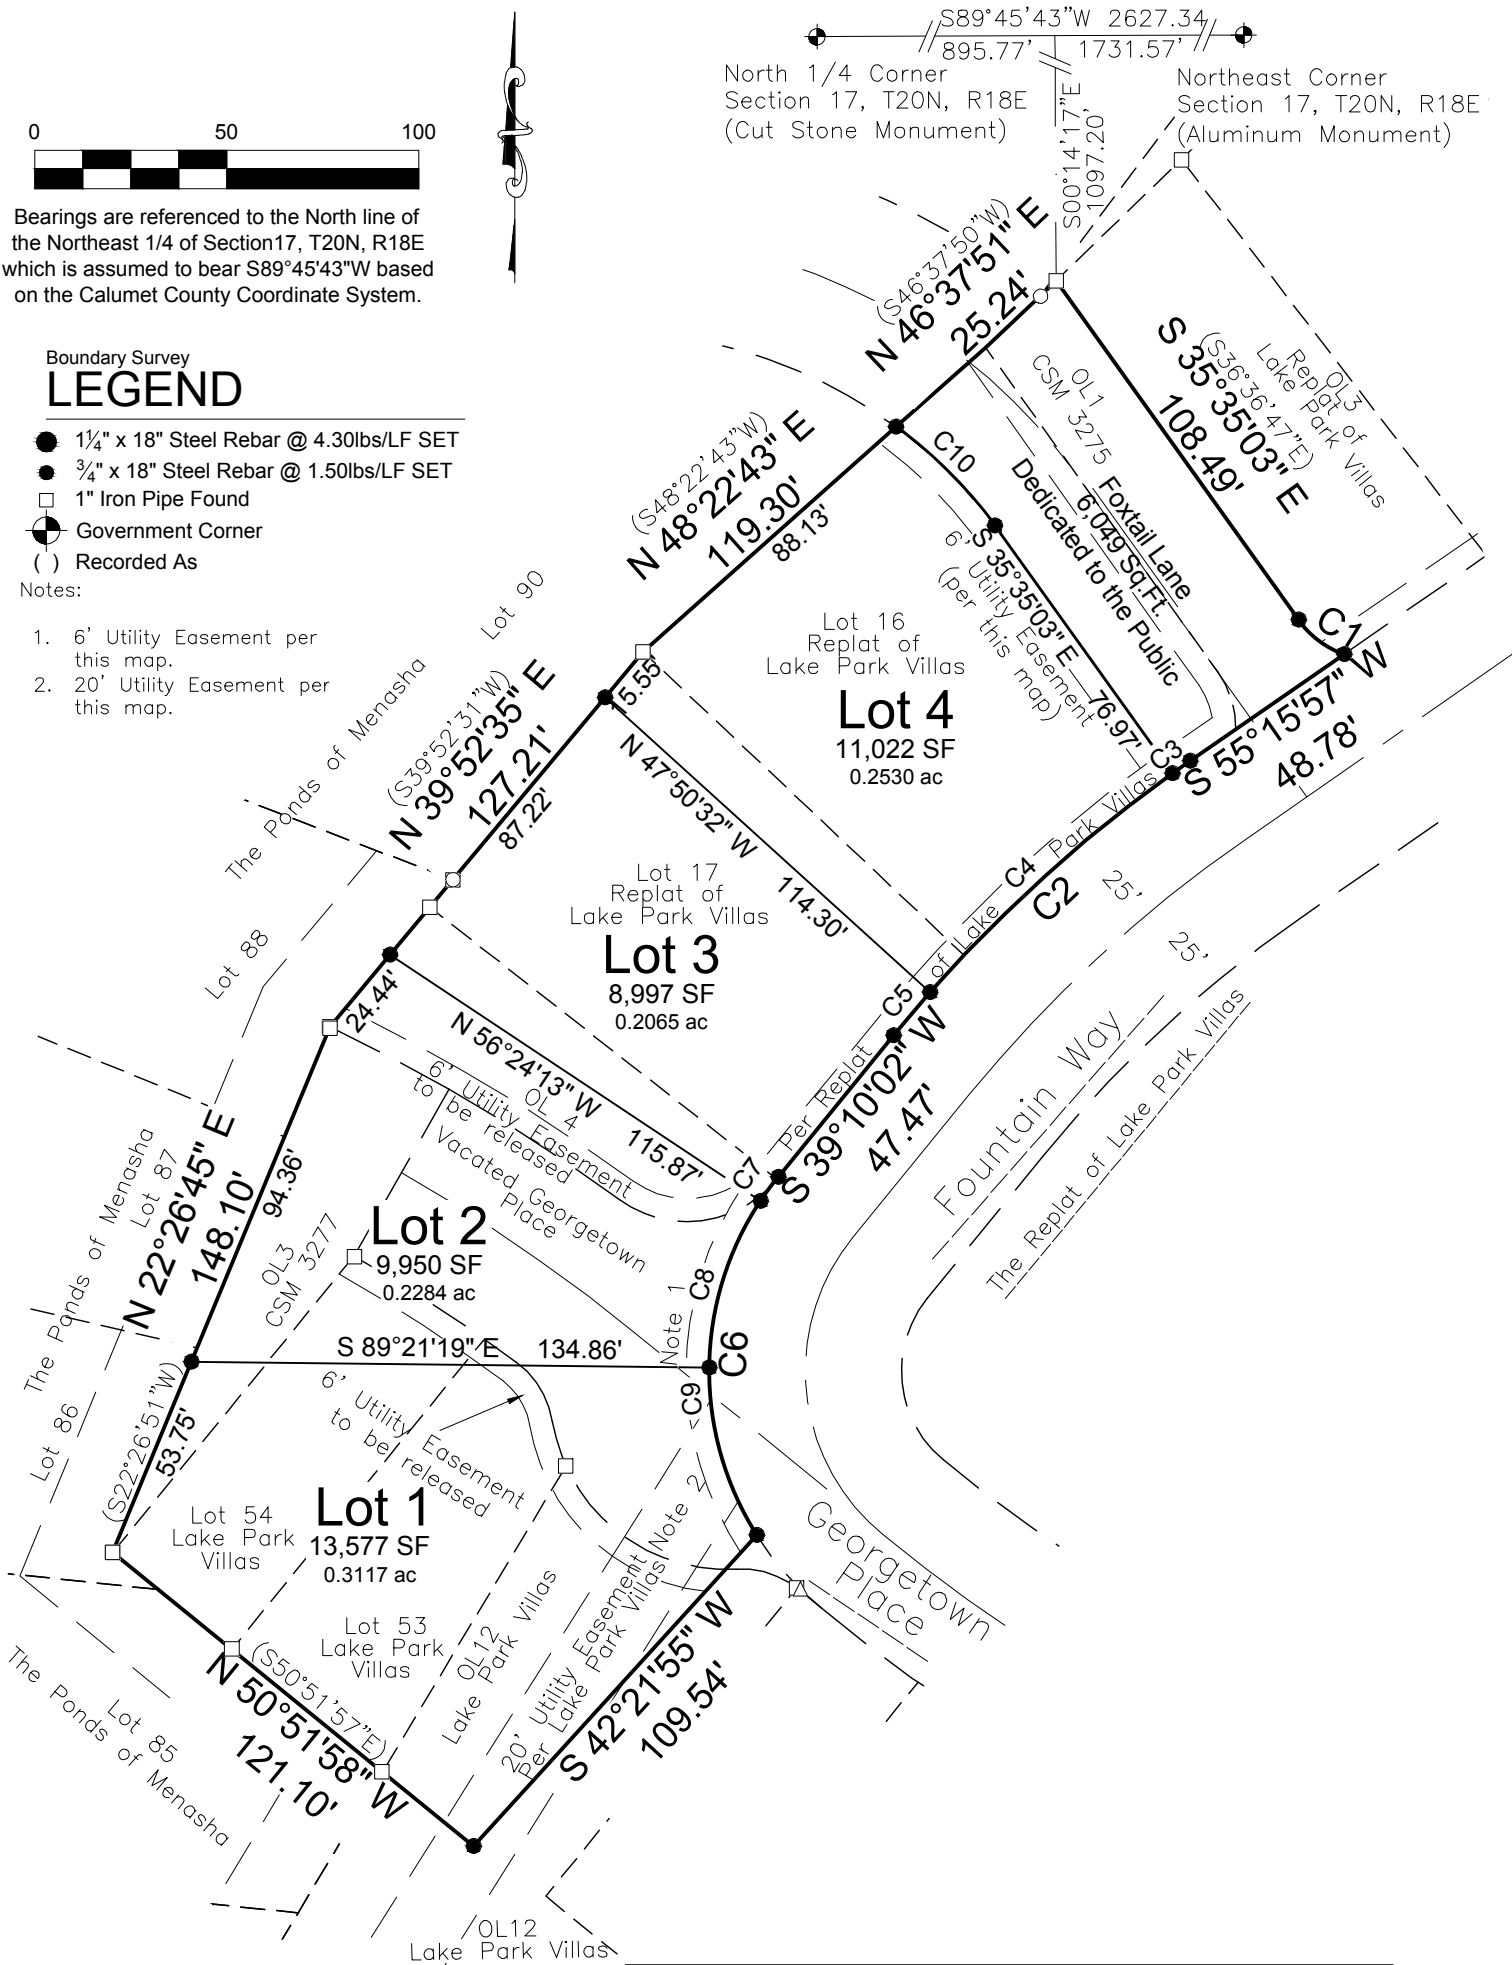 S89°45'43"W 2627.34
895.77' 1731.57'
North 1/4 Corner
Section 17, T20N, R18E
(Cut Stone Monument)
Northeast Corner
Section 17, T20N, R18E
(Aluminum Monument)
S00°14'17"E
1097.20'
0 50 100
Bearings are referenced to the North line of
the Northeast 1/4 of Section17, T20N, R18E
which is assumed to bear S89°45'43"W based
on the Calumet County Coordinate System.
Boundary Survey
LEGEND
1¼" x 18" Steel Rebar @ 4.30lbs/LF SET
¾" x 18" Steel Rebar @ 1.50lbs/LF SET
1" Iron Pipe Found
Government Corner
( ) Recorded As
Notes:
1. 6' Utility Easement per
this map.
2. 20' Utility Easement per
this map.
(S46°37'50"W)
N 46°37'51" E
25.24'
S 35°35'03" E
(S36°36'47"E)
108.49'
OL3
Replat of
Lake Park Villas
OL1
CSM 3275
Foxtail Lane
6,049 Sq.Ft.
Dedicated to the Public
C10
S 35°35'03" E
76.97'
6' Utility Easement
(per this map)
C1
S 55°15'57" W
48.78'
C3
(S48°22'43"W)
N 48°22'43" E
119.30'
88.13'
15.55'
Lot 90
The Ponds of Menasha
Lot 16
Replat of
Lake Park Villas
Lot 4
11,022 SF
0.2530 ac
(S39°52'31"W)
N 39°52'35" E
127.21'
87.22'
24.44'
N 47°50'32" W
114.30'
Lot 17
Replat of
Lake Park Villas
Lot 3
8,997 SF
0.2065 ac
C4
C2
25'
25'
C5
Per Replat of Lake Park Villas
S 39°10'02" W
47.47'
Fountain Way
The Replat of Lake Park Villas
Lot 88
N 56°24'13" W
115.87'
6' Utility Easement
to be released
OL 4
Vacated Georgetown
Place
C7
Lot 87
The Ponds of Menasha
N 22°26'45" E
148.10'
94.36'
OL3
CSM 3277
Lot 2
9,950 SF
0.2284 ac
C8
Note 1
C6
S 89°21'19" E 134.86'
C9
(S22°26'51"W)
53.75'
Lot 86
6' Utility Easement
to be released
Lot 54
Lake Park
Villas
Lot 1
13,577 SF
0.3117 ac
Lot 53
Lake Park
Villas
OL12
Lake Park Villas
20' Utility Easement
Per Lake Park Villas
Note 2
Georgetown
Place
S 42°21'55" W
109.54'
(S50°51'57"E)
N 50°51'58" W
121.10'
Lot 85
The Ponds of Menasha
OL12
Lake Park Villas